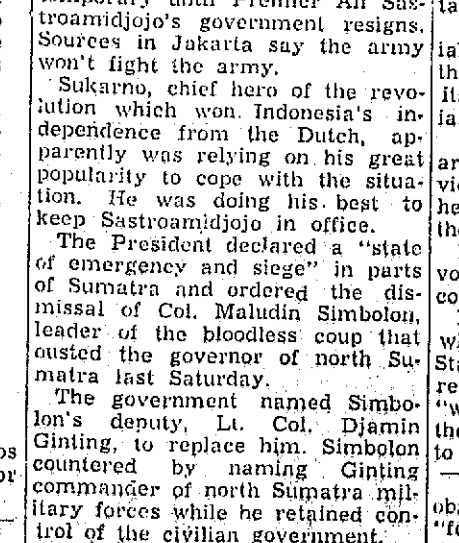 until Premier Ali Sas-
troamidjojo's government resigns.
Sources in Jakarta say the army
won't fight the army.
Sukarno, chief hero of the revo-
lution which won Indonesia's in-
dependence from the Dutch, ap-
parently was relying on his great
popularity to cope with the situa-
tion. He was doing his best to
keep Sastroamidjojo in office.
The President declared a "state
of emergency and siege" in parts
of Sumatra and ordered the dis-
missal of Col. Maludin Simbolon,
leader of the bloodless coup that
ousted the governor of north Su-
matra last Saturday.
The government named Simbo-
lon's deputy, Lt. Col. Djamin
Ginting, to replace him. Simbolon
countered by naming Ginting
commander of north Sumatra mil-
itary forces while he retained con-
trol of the civilian government.